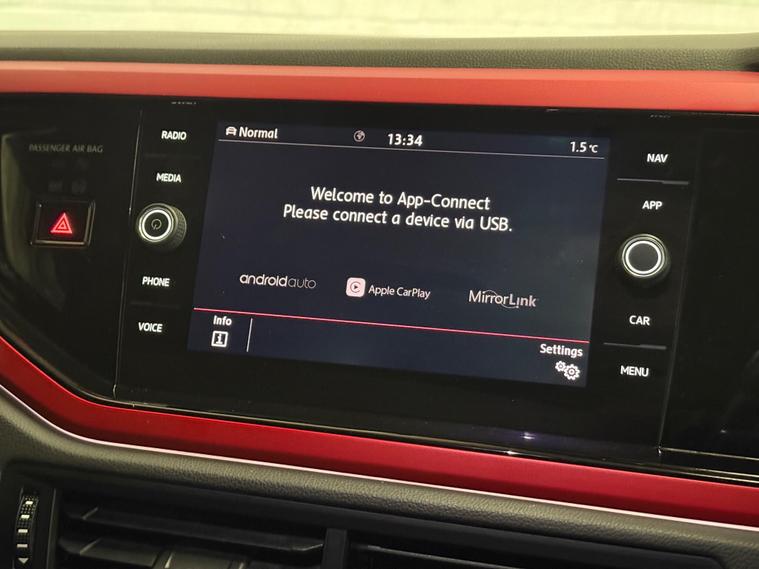 RADIO
MEDIA
PHONE
VOICE
PASSENGER AIR BAG
Normal
13:34
1.5 °C
Welcome to App-Connect
Please connect a device via USB.
androidauto
Apple CarPlay
MirrorLink
Info
i
Settings
NAV
APP
CAR
MENU